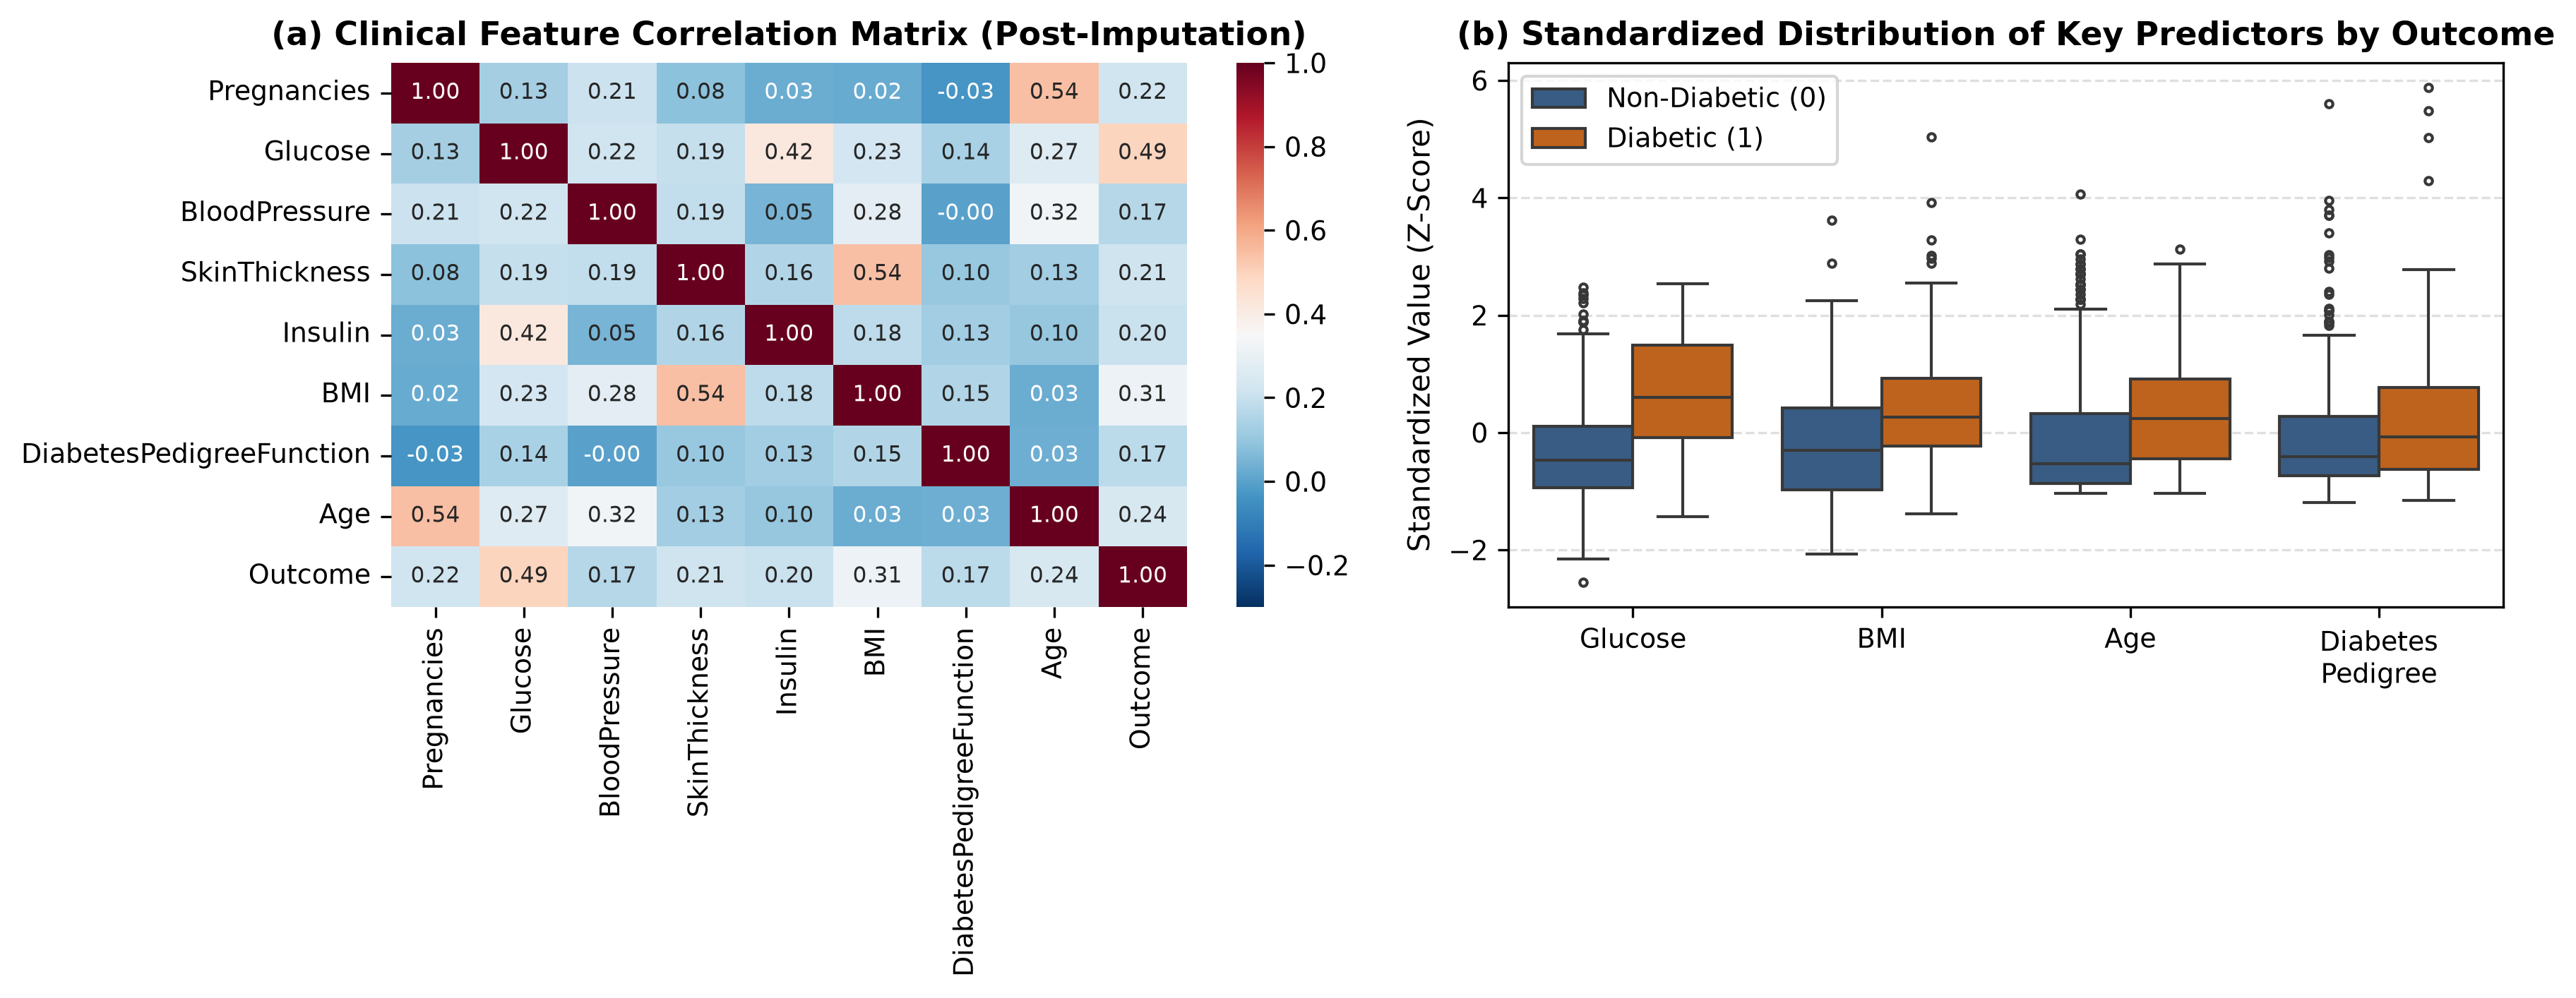 (a) Clinical Feature Correlation Matrix (Post-Imputation)
Pregnancies 1.00 0.13 0.21 0.08 0.03 0.02 -0.03 0.54 0.22
Glucose 0.13 1.00 0.22 0.19 0.42 0.23 0.14 0.27 0.49
BloodPressure 0.21 0.22 1.00 0.19 0.05 0.28 -0.00 0.32 0.17
SkinThickness 0.08 0.19 0.19 1.00 0.16 0.54 0.10 0.13 0.21
Insulin 0.03 0.42 0.05 0.16 1.00 0.18 0.13 0.10 0.20
BMI 0.02 0.23 0.28 0.54 0.18 1.00 0.15 0.03 0.31
DiabetesPedigreeFunction -0.03 0.14 -0.00 0.10 0.13 0.15 1.00 0.03 0.17
Age 0.54 0.27 0.32 0.13 0.10 0.03 0.03 1.00 0.24
Outcome 0.22 0.49 0.17 0.21 0.20 0.31 0.17 0.24 1.00
Pregnancies
Glucose
BloodPressure
SkinThickness
Insulin
BMI
DiabetesPedigreeFunction
Age
Outcome
1.0
0.8
0.6
0.4
0.2
0.0
−0.2
(b) Standardized Distribution of Key Predictors by Outcome
Standardized Value (Z-Score)
6
4
2
0
−2
Non-Diabetic (0)
Diabetic (1)
Glucose
BMI
Age
Diabetes
Pedigree